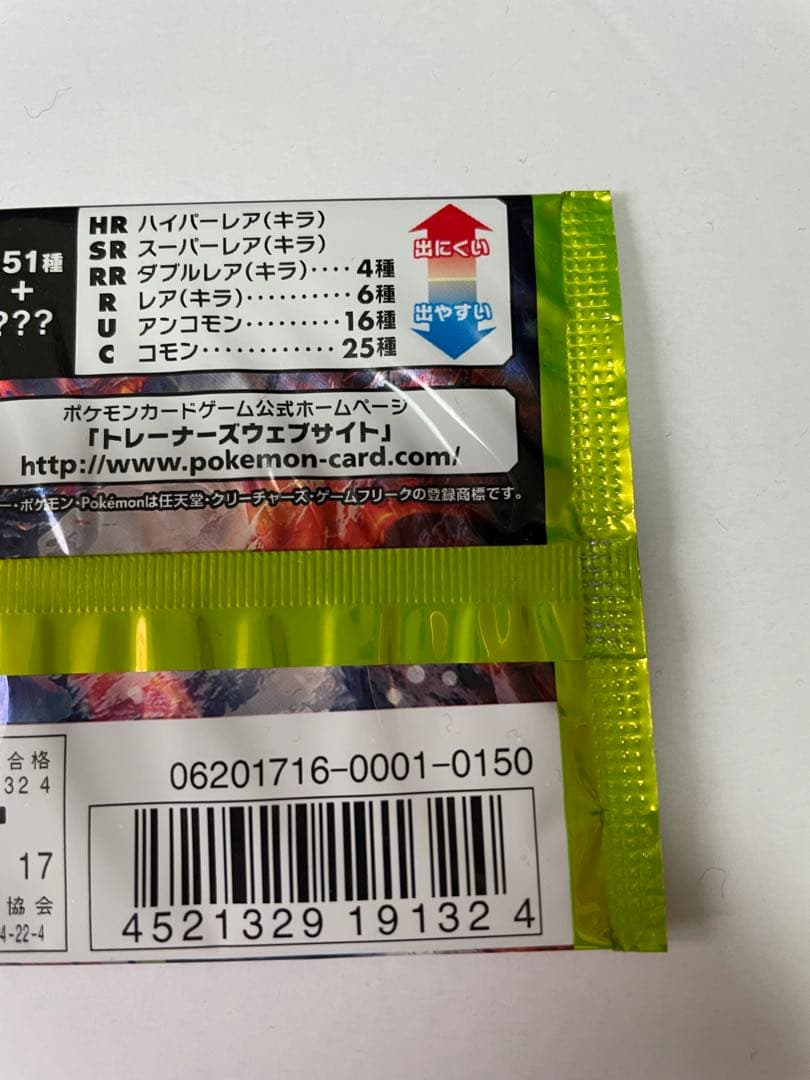 51種
+
???
HR ハイパーレア(キラ)
SR スーパーレア(キラ)
RR ダブルレア(キラ)‥‥4種
R レア(キラ)‥‥‥‥‥6種
U アンコモン‥‥‥‥‥16種
C コモン‥‥‥‥‥‥25種
出にくい
出やすい
ポケモンカードゲーム公式ホームページ
「トレーナーズウェブサイト」
http://www.pokemon-card.com/
ー・ポケモン・Pokémonは任天堂・クリーチャーズ・ゲームフリークの登録商標です。
合格
32 4
17
協会
4-22-4
06201716-0001-0150
4521329 19132 4